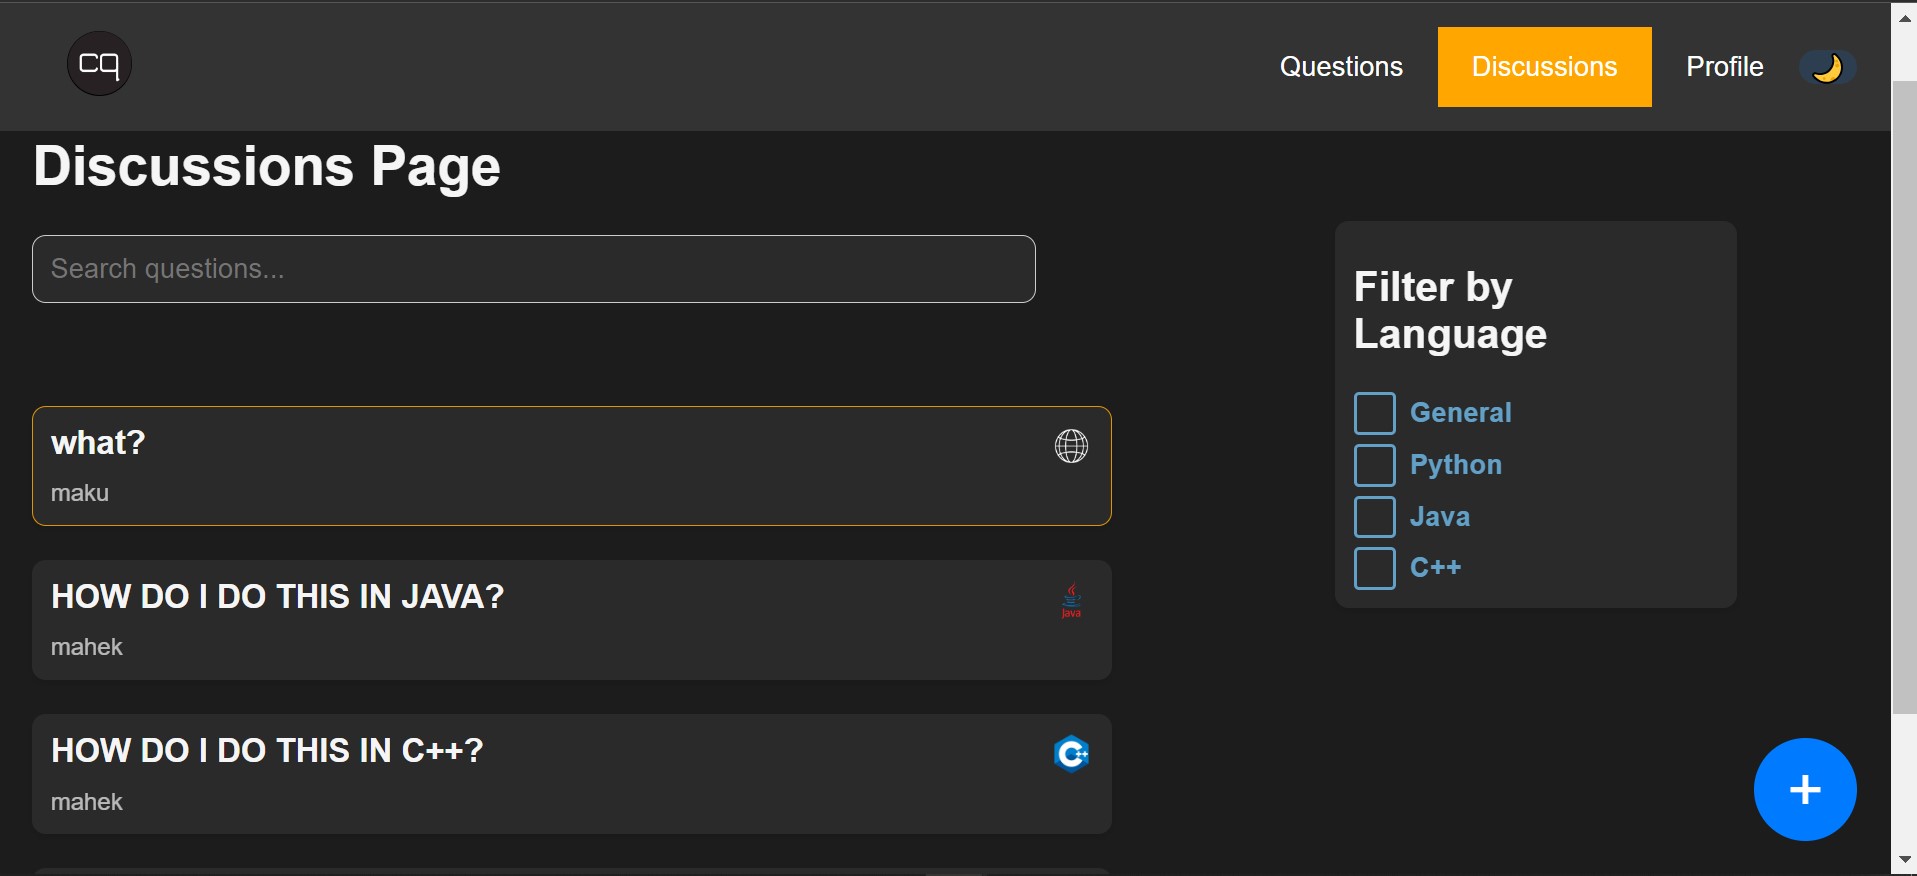 cq
Questions
Discussions
Profile
Discussions Page
Search questions...
Filter by
Language
General
Python
Java
C++
what?
maku
HOW DO I DO THIS IN JAVA?
Java
mahek
HOW DO I DO THIS IN C++?
C++
mahek
+